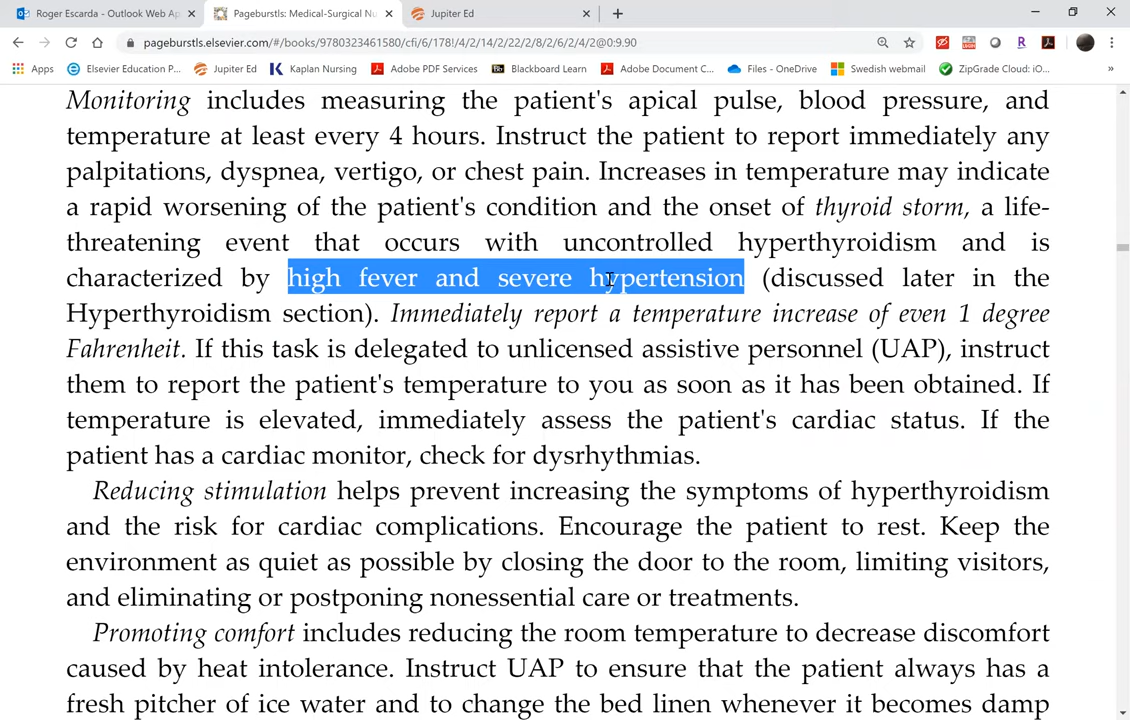 Roger Escarda - Outlook Web Ap
Pageburstls: Medical-Surgical Nu
Jupiter Ed
pageburstls.elsevier.com/#/books/9780323461580/cfi/6/178!/4/2/14/2/22/2/8/2/6/2/4/2@0:9.90
Apps
Elsevier Education P...
Jupiter Ed
Kaplan Nursing
Adobe PDF Services
Blackboard Learn
Adobe Document C...
Files - OneDrive
Swedish webmail
ZipGrade Cloud: iO...
»
Monitoring includes measuring the patient's apical pulse, blood pressure, and
temperature at least every 4 hours. Instruct the patient to report immediately any
palpitations, dyspnea, vertigo, or chest pain. Increases in temperature may indicate
a rapid worsening of the patient's condition and the onset of thyroid storm, a life-
threatening event that occurs with uncontrolled hyperthyroidism and is
characterized by high fever and severe hypertension (discussed later in the
Hyperthyroidism section). Immediately report a temperature increase of even 1 degree
Fahrenheit. If this task is delegated to unlicensed assistive personnel (UAP), instruct
them to report the patient's temperature to you as soon as it has been obtained. If
temperature is elevated, immediately assess the patient's cardiac status. If the
patient has a cardiac monitor, check for dysrhythmias.
Reducing stimulation helps prevent increasing the symptoms of hyperthyroidism
and the risk for cardiac complications. Encourage the patient to rest. Keep the
environment as quiet as possible by closing the door to the room, limiting visitors,
and eliminating or postponing nonessential care or treatments.
Promoting comfort includes reducing the room temperature to decrease discomfort
caused by heat intolerance. Instruct UAP to ensure that the patient always has a
fresh pitcher of ice water and to change the bed linen whenever it becomes damp